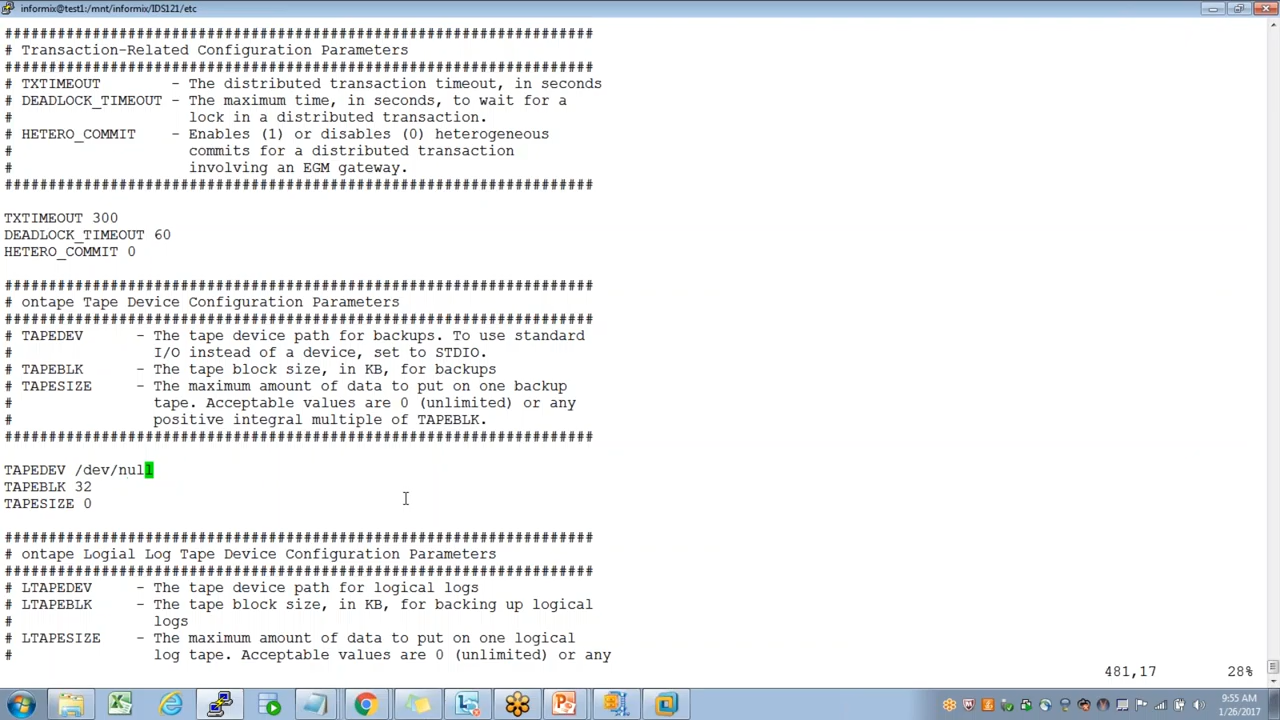 informix@test1:/mnt/informix/IDS121/etc
###################################################################
# Transaction-Related Configuration Parameters
###################################################################
# TXTIMEOUT        - The distributed transaction timeout, in seconds
# DEADLOCK_TIMEOUT - The maximum time, in seconds, to wait for a
#                    lock in a distributed transaction.
# HETERO_COMMIT    - Enables (1) or disables (0) heterogeneous
#                    commits for a distributed transaction
#                    involving an EGM gateway.
###################################################################
TXTIMEOUT 300
DEADLOCK_TIMEOUT 60
HETERO_COMMIT 0
###################################################################
# ontape Tape Device Configuration Parameters
###################################################################
# TAPEDEV      - The tape device path for backups. To use standard
#                I/O instead of a device, set to STDIO.
# TAPEBLK      - The tape block size, in KB, for backups
# TAPESIZE     - The maximum amount of data to put on one backup
#                tape. Acceptable values are 0 (unlimited) or any
#                positive integral multiple of TAPEBLK.
###################################################################
TAPEDEV /dev/null
TAPEBLK 32
TAPESIZE 0
###################################################################
# ontape Logial Log Tape Device Configuration Parameters
###################################################################
# LTAPEDEV     - The tape device path for logical logs
# LTAPEBLK     - The tape block size, in KB, for backing up logical
#                logs
# LTAPESIZE    - The maximum amount of data to put on one logical
#                log tape. Acceptable values are 0 (unlimited) or any
481,17 28%
9:55 AM
1/26/2017